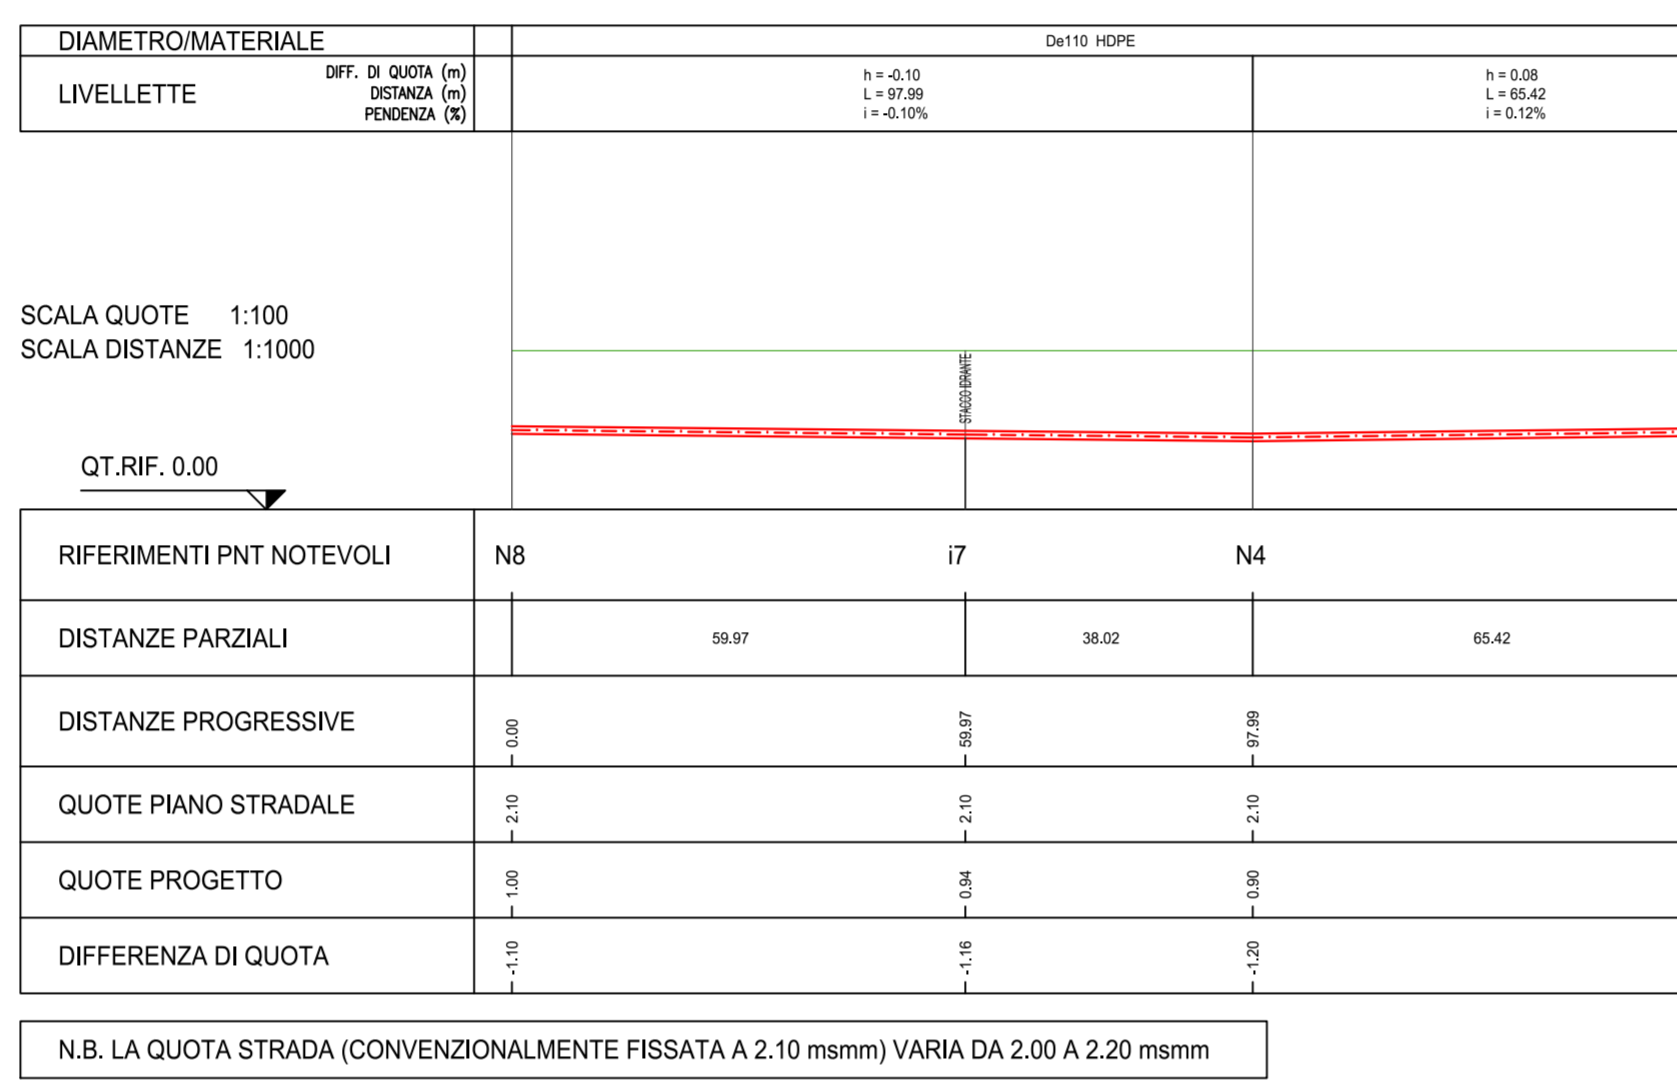 DIAMETRO/MATERIALE De110 HDPE
LIVELLETTE
DIFF. DI QUOTA (m)
DISTANZA (m)
PENDENZA (%)
h = -0.10
L = 97.99
i = -0.10%
h = 0.08
L = 65.42
i = 0.12%
SCALA QUOTE 1:100
SCALA DISTANZE 1:1000
STACCO IDRANTE
QT.RIF. 0.00
RIFERIMENTI PNT NOTEVOLI N8 i7 N4
DISTANZE PARZIALI 59.97 38.02 65.42
DISTANZE PROGRESSIVE 0.00 59.97 97.99
QUOTE PIANO STRADALE 2.10 2.10 2.10
QUOTE PROGETTO 1.00 0.94 0.90
DIFFERENZA DI QUOTA -1.10 -1.16 -1.20
N.B. LA QUOTA STRADA (CONVENZIONALMENTE FISSATA A 2.10 msmm) VARIA DA 2.00 A 2.20 msmm